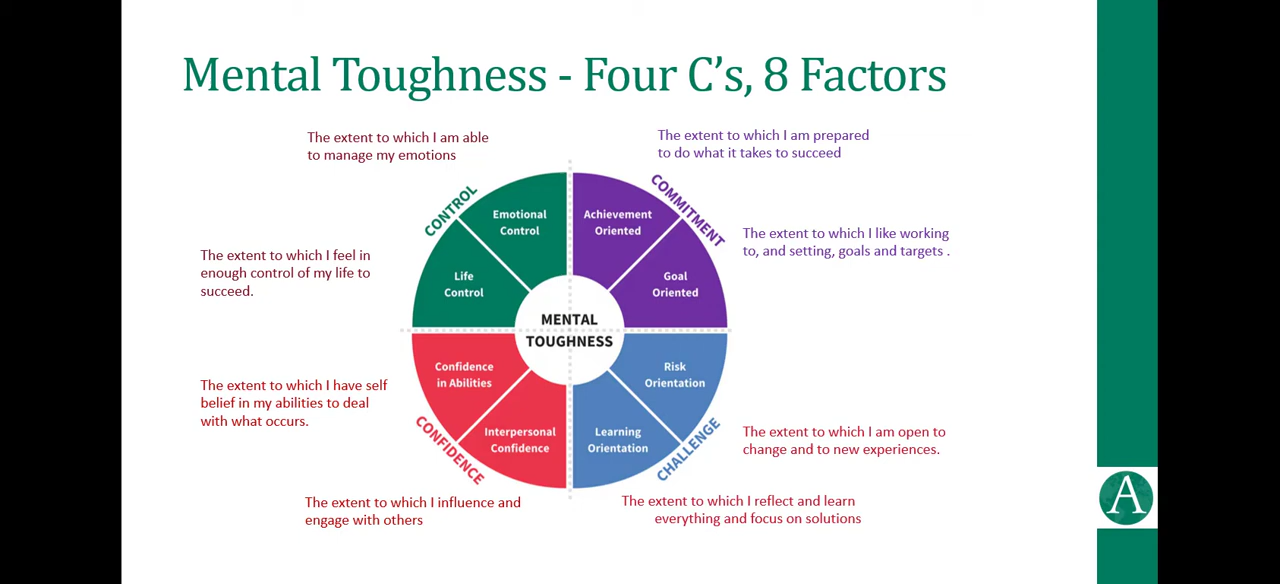 Mental Toughness - Four C's, 8 Factors
The extent to which I am able
to manage my emotions
The extent to which I am prepared
to do what it takes to succeed
CONTROL
COMMITMENT
Emotional
Control
Achievement
Oriented
The extent to which I like working
to, and setting, goals and targets .
The extent to which I feel in
enough control of my life to
succeed.
Life
Control
Goal
Oriented
MENTAL
TOUGHNESS
Confidence
in Abilities
Risk
Orientation
The extent to which I have self
belief in my abilities to deal
with what occurs.
Interpersonal
Confidence
Learning
Orientation
CONFIDENCE
CHALLENGE
The extent to which I am open to
change and to new experiences.
The extent to which I influence and
engage with others
The extent to which I reflect and learn
everything and focus on solutions
A